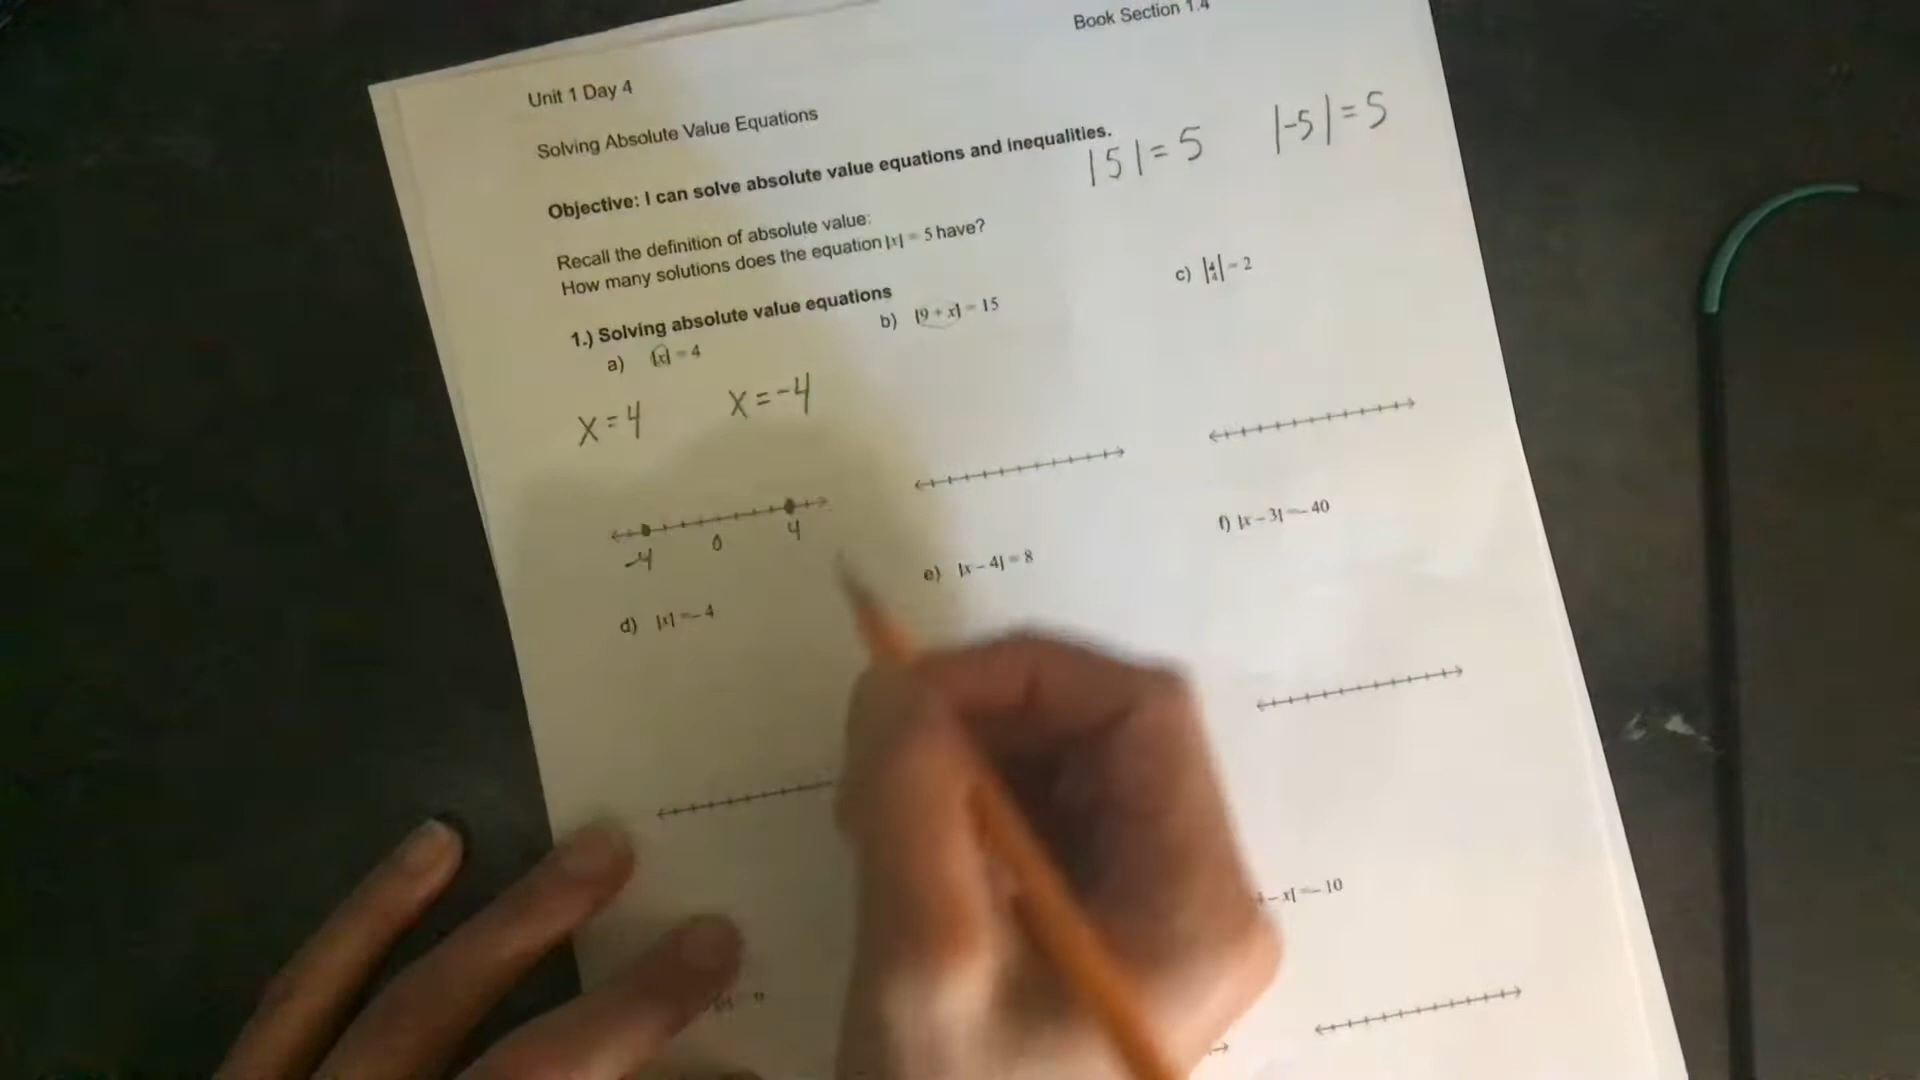 Book Section 1.4
Unit 1 Day 4
Solving Absolute Value Equations
Objective: I can solve absolute value equations and inequalities.
|5|=5 |-5|=5
Recall the definition of absolute value:
How many solutions does the equation |x| = 5 have?
1.) Solving absolute value equations
a) |x| = 4
b) |9 + x| = 15
c) = 2
x=4 x=-4
-4 0 4
d) |x| = – 4
e) |x – 4| = 8
f) |x – 3| = – 40
– x| = – 10